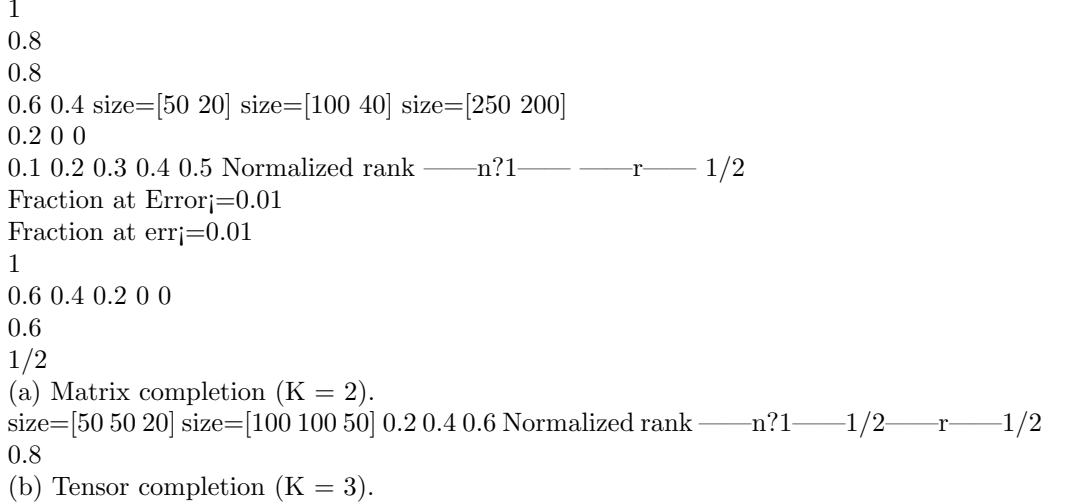 1
0.8
0.8
0.6 0.4 size=[50 20] size=[100 40] size=[250 200]
0.2 0 0
0.1 0.2 0.3 0.4 0.5 Normalized rank ——n?1—— ——r—— 1/2
Fraction at Error¡=0.01
Fraction at err¡=0.01
1
0.6 0.4 0.2 0 0
0.6
1/2
(a) Matrix completion (K = 2).
size=[50 50 20] size=[100 100 50] 0.2 0.4 0.6 Normalized rank ——n?1——1/2——r——1/2
0.8
(b) Tensor completion (K = 3).